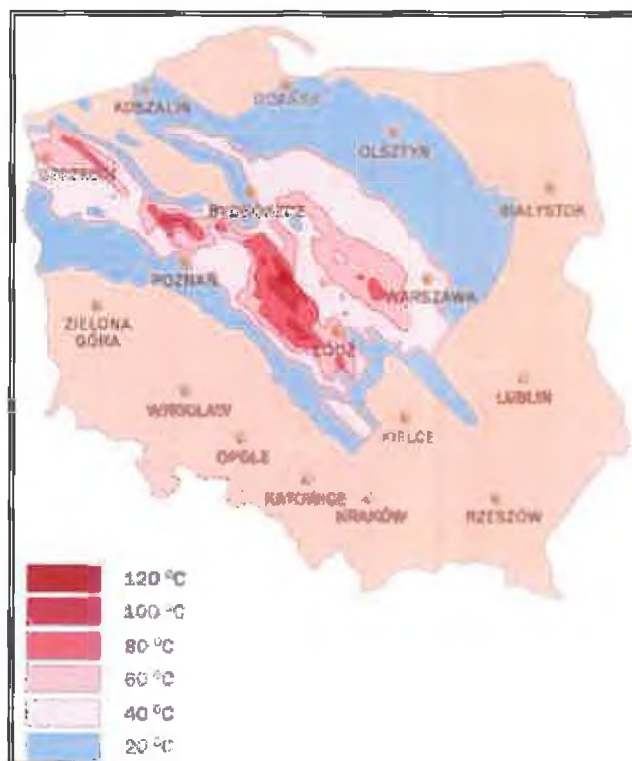 KOSZALIN
GDAŃSK
OLSZTYN
BYDGOSZCZ
BIAŁYSTOK
POZNAŃ
WARSZAWA
ZIELONA
GÓRA
ŁÓDŹ
LUBLIN
WROCŁAW
KIELCE
OPOLE
KATOWICE
KRAKÓW
RZESZÓW
120 °C
100 °C
80 °C
60 °C
40 °C
20 °C